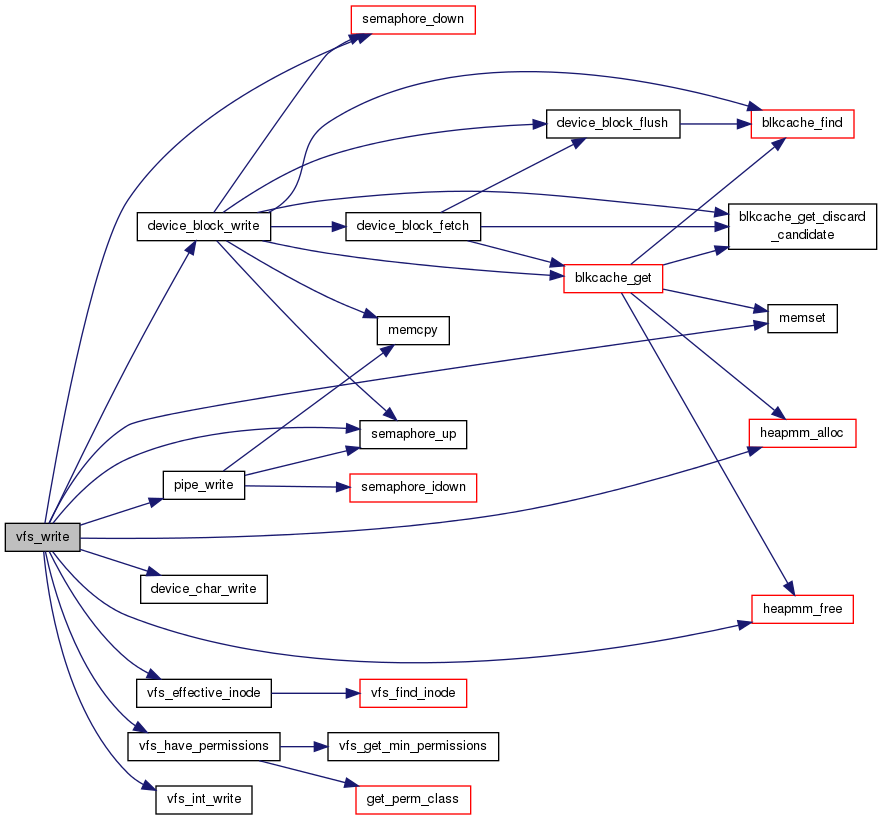 semaphore_down
device_block_flush
blkcache_find
device_block_write
device_block_fetch
blkcache_get_discard
_candidate
blkcache_get
memcpy
memset
semaphore_up
heapmm_alloc
pipe_write
semaphore_idown
vfs_write
device_char_write
heapmm_free
vfs_effective_inode
vfs_find_inode
vfs_have_permissions
vfs_get_min_permissions
vfs_int_write
get_perm_class